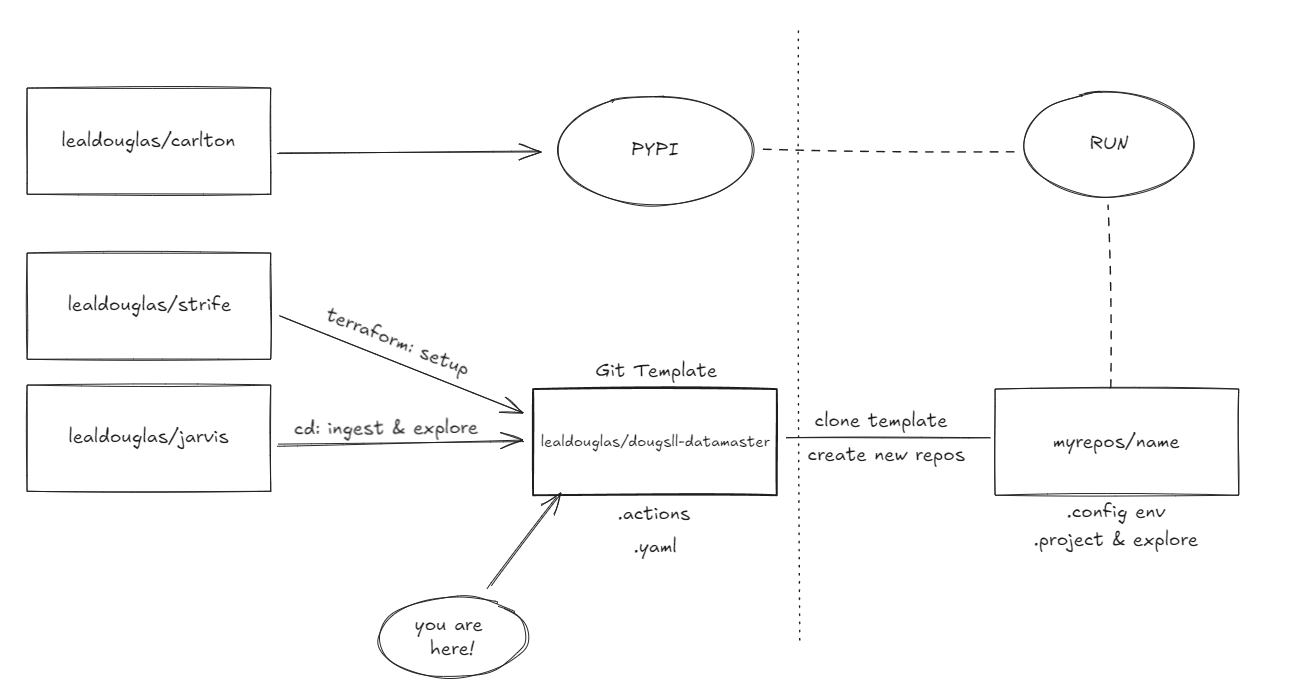 lealdouglas/carlton
PYPI
RUN
lealdouglas/strife
terraform: setup
lealdouglas/jarvis
cd: ingest & explore
Git Template
lealdouglas/dougsll-datamaster
.actions
.yaml
clone template
create new repos
myrepos/name
.config env
.project & explore
you are
here!